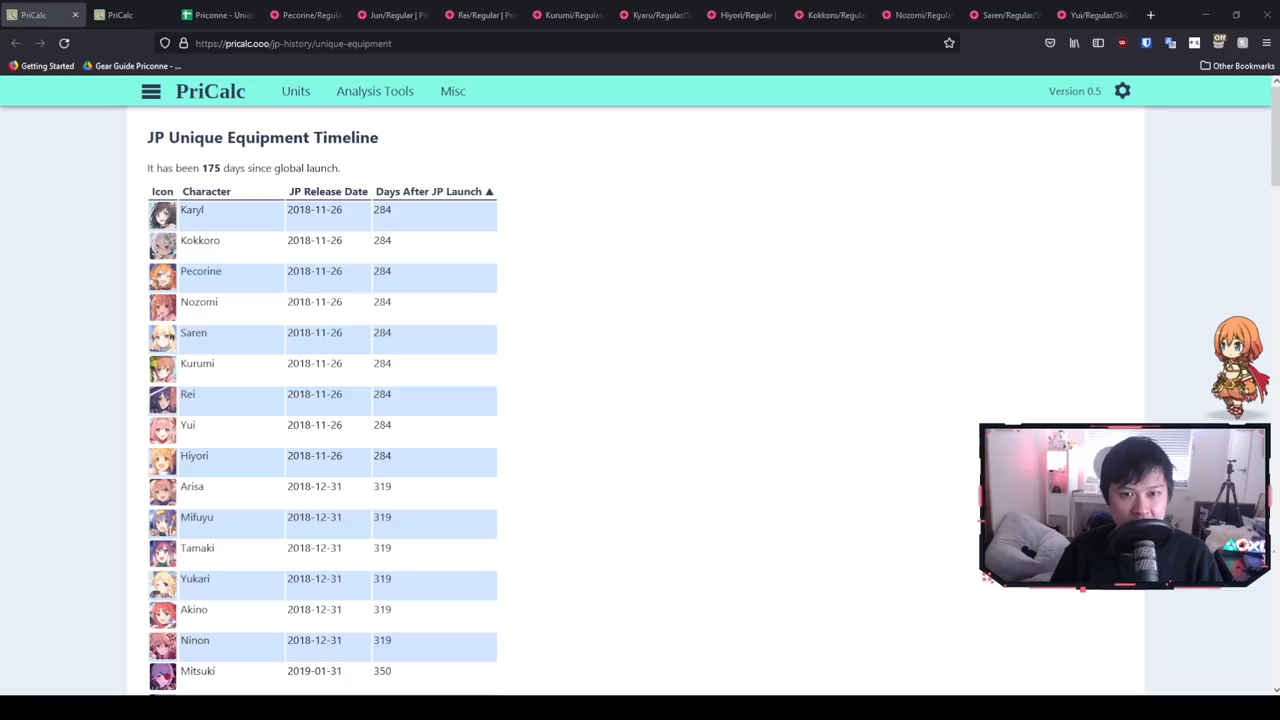 PriCalc
PriCalc
Priconne - Uniq
Pecorine/Regula
Jun/Regular | Pr
Rei/Regular | Pr
Kurumi/Regular
Kyaru/Regular/S
Hiyori/Regular |
Kokkoro/Regula
Nozomi/Regula
Saren/Regular/S
Yui/Regular/Skil
https://pricalc.ooo/jp-history/unique-equipment
Off
Getting Started
Gear Guide Priconne - ...
Other Bookmarks
PriCalc
Units
Analysis Tools
Misc
Version 0.5
JP Unique Equipment Timeline
It has been 175 days since global launch.
Icon Character JP Release Date Days After JP Launch ▲
Karyl 2018-11-26 284
Kokkoro 2018-11-26 284
Pecorine 2018-11-26 284
Nozomi 2018-11-26 284
Saren 2018-11-26 284
Kurumi 2018-11-26 284
Rei 2018-11-26 284
Yui 2018-11-26 284
Hiyori 2018-11-26 284
Arisa 2018-12-31 319
Mifuyu 2018-12-31 319
Tamaki 2018-12-31 319
Yukari 2018-12-31 319
Akino 2018-12-31 319
Ninon 2018-12-31 319
Mitsuki 2019-01-31 350